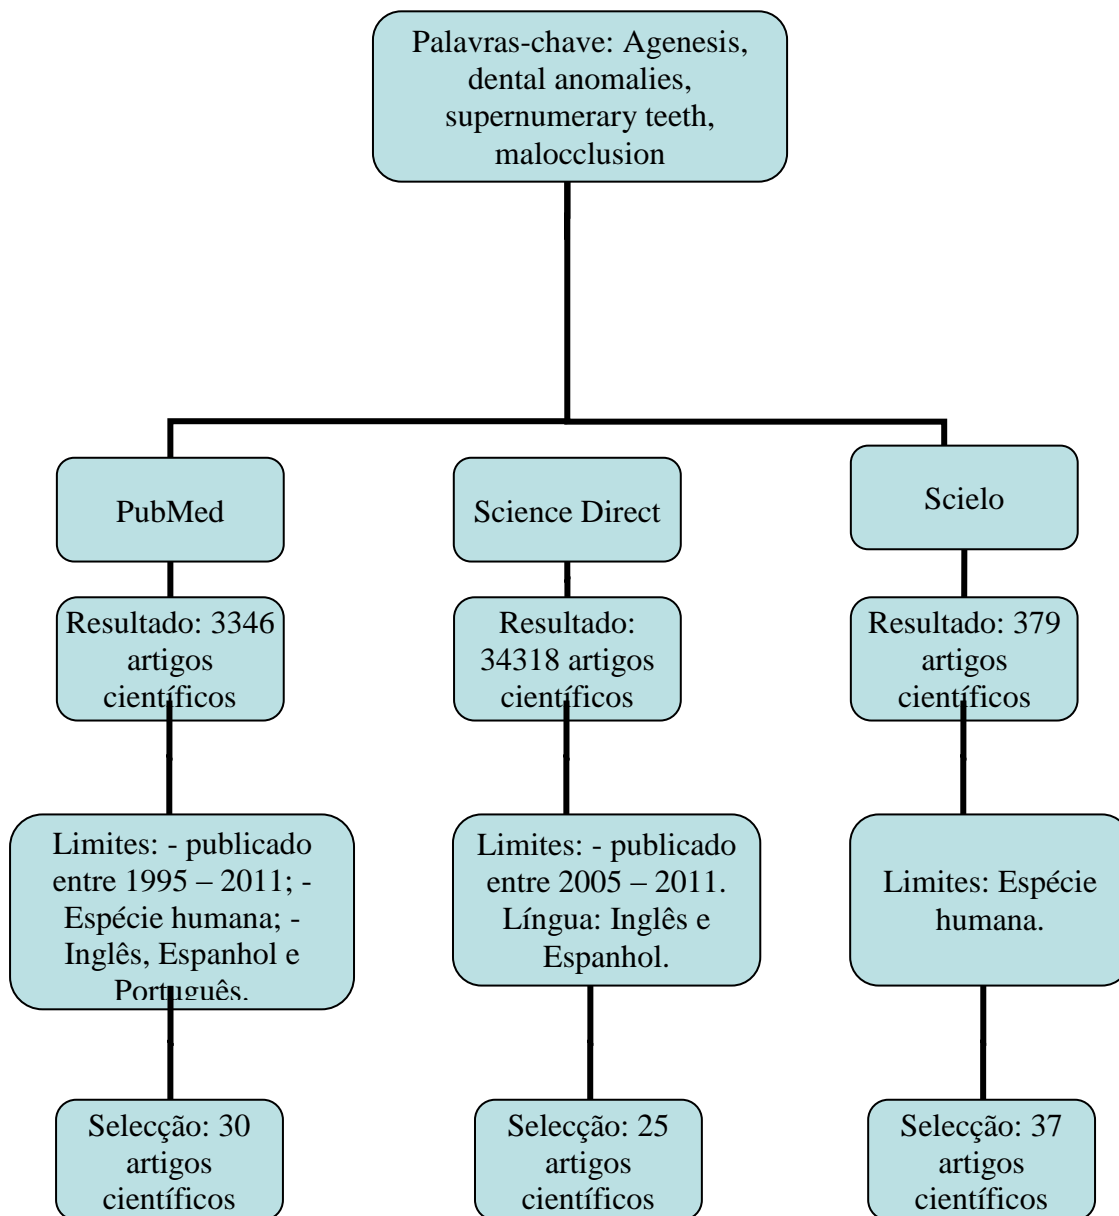 Palavras-chave: Agenesis,
dental anomalies,
supernumerary teeth,
malocclusion
PubMed
Science Direct
Scielo
Resultado: 3346
artigos
científicos
Resultado:
34318 artigos
científicos
Resultado: 379
artigos
científicos
Limites: - publicado
entre 1995 – 2011; -
Espécie humana; -
Inglês, Espanhol e
Português.
Limites: - publicado
entre 2005 – 2011.
Língua: Inglês e
Espanhol.
Limites: Espécie
humana.
Selecção: 30
artigos
científicos
Selecção: 25
artigos
científicos
Selecção: 37
artigos
científicos